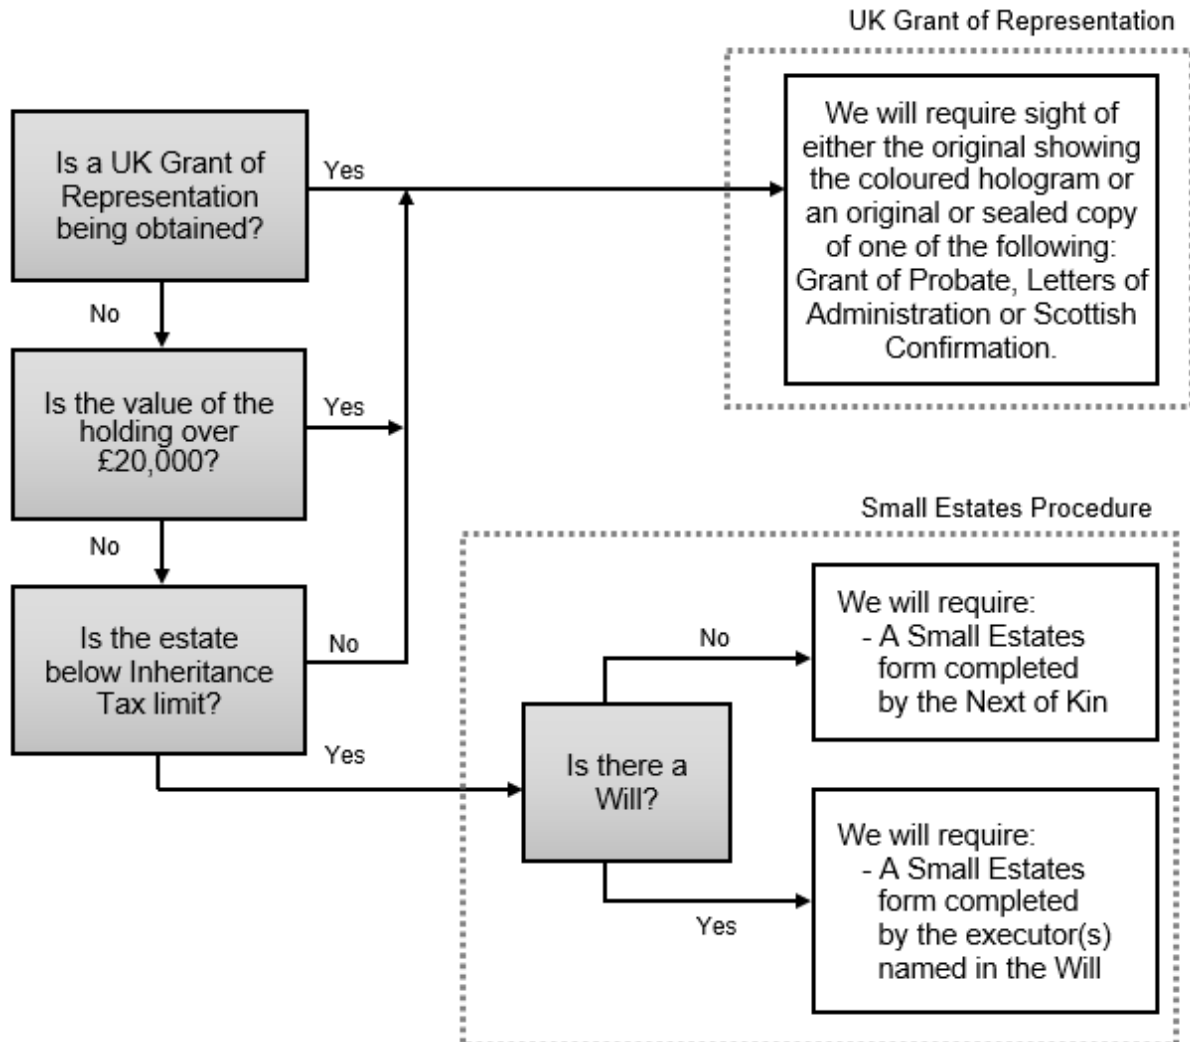 UK Grant of Representation
We will require sight of
either the original showing
the coloured hologram or
an original or sealed copy
of one of the following:
Grant of Probate, Letters of
Administration or Scottish
Confirmation.
Is a UK Grant of
Representation
being obtained?
Yes
No
Is the value of the
holding over
£20,000?
Yes
No
Is the estate
below Inheritance
Tax limit?
No
Yes
Small Estates Procedure
Is there a
Will?
No
We will require:
- A Small Estates
form completed
by the Next of Kin
Yes
We will require:
- A Small Estates
form completed
by the executor(s)
named in the Will